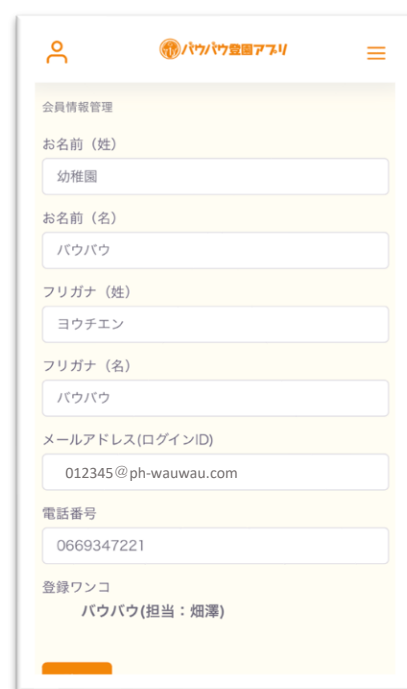 バウバウ登園アプリ
会員情報管理
お名前（姓）
幼稚園
お名前（名）
バウバウ
フリガナ（姓）
ヨウチエン
フリガナ（名）
バウバウ
メールアドレス(ログインID)
012345@ph-wauwau.com
電話番号
0669347221
登録ワンコ
バウバウ(担当：畑澤)